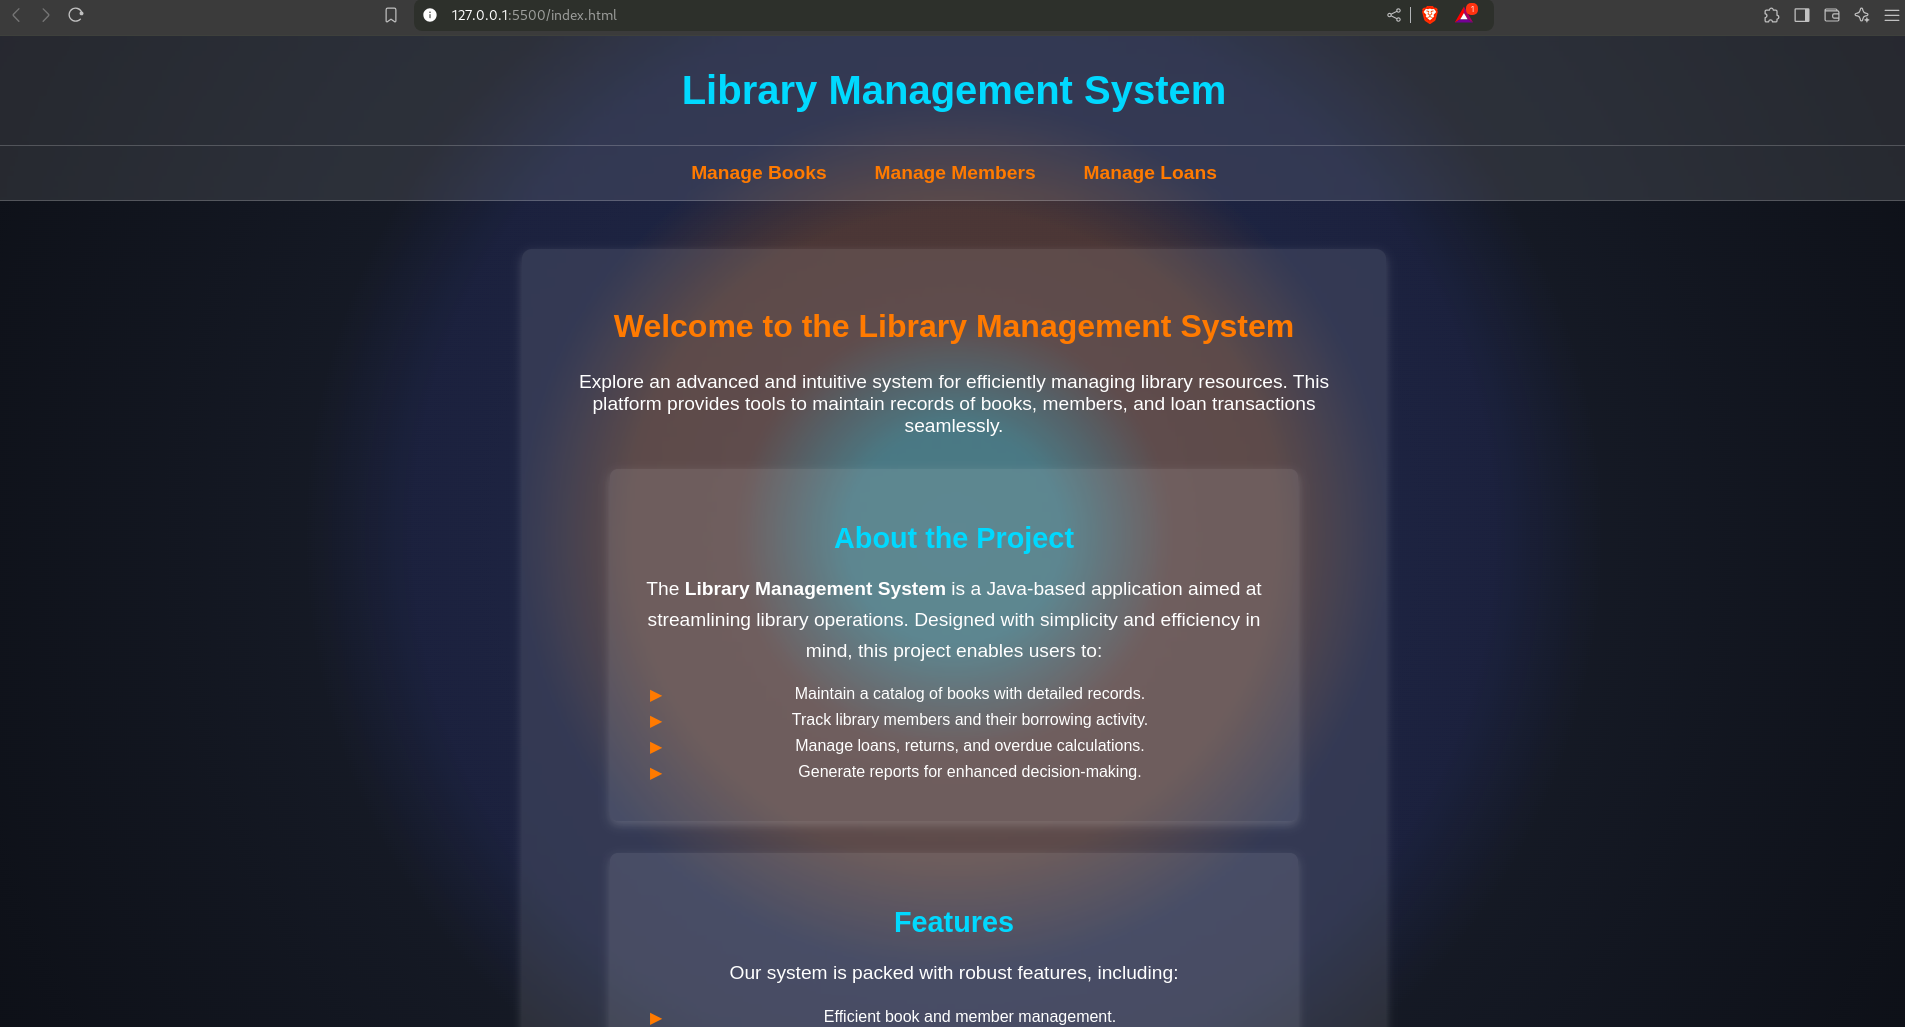 127.0.0.1:5500/index.html
1
Library Management System
Manage Books Manage Members Manage Loans
Welcome to the Library Management System
Explore an advanced and intuitive system for efficiently managing library resources. This
platform provides tools to maintain records of books, members, and loan transactions
seamlessly.
About the Project
The Library Management System is a Java-based application aimed at
streamlining library operations. Designed with simplicity and efficiency in
mind, this project enables users to:
▶ Maintain a catalog of books with detailed records.
▶ Track library members and their borrowing activity.
▶ Manage loans, returns, and overdue calculations.
▶ Generate reports for enhanced decision-making.
Features
Our system is packed with robust features, including:
▶ Efficient book and member management.